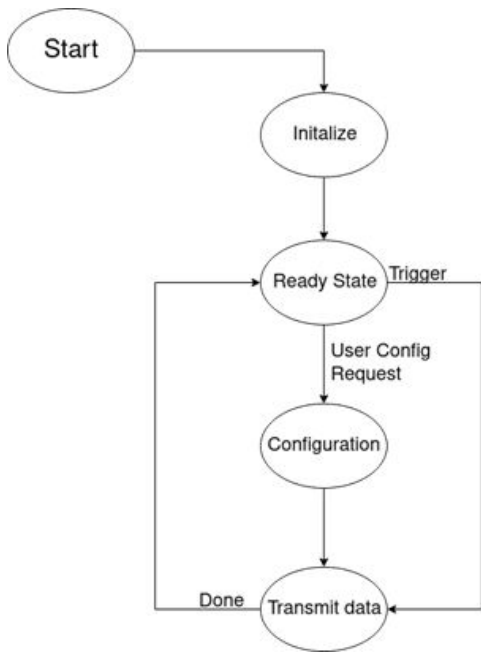 Start
Initalize
Ready State
Trigger
User Config
Request
Configuration
Done
Transmit data